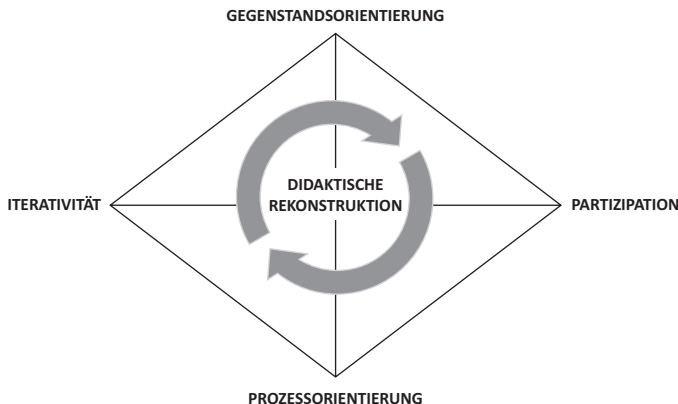 GEGENSTANDSORIENTIERUNG
DIDAKTISCHE
REKONSTRUKTION
ITERATIVITÄT
PARTIZIPATION
PROZESSORIENTIERUNG